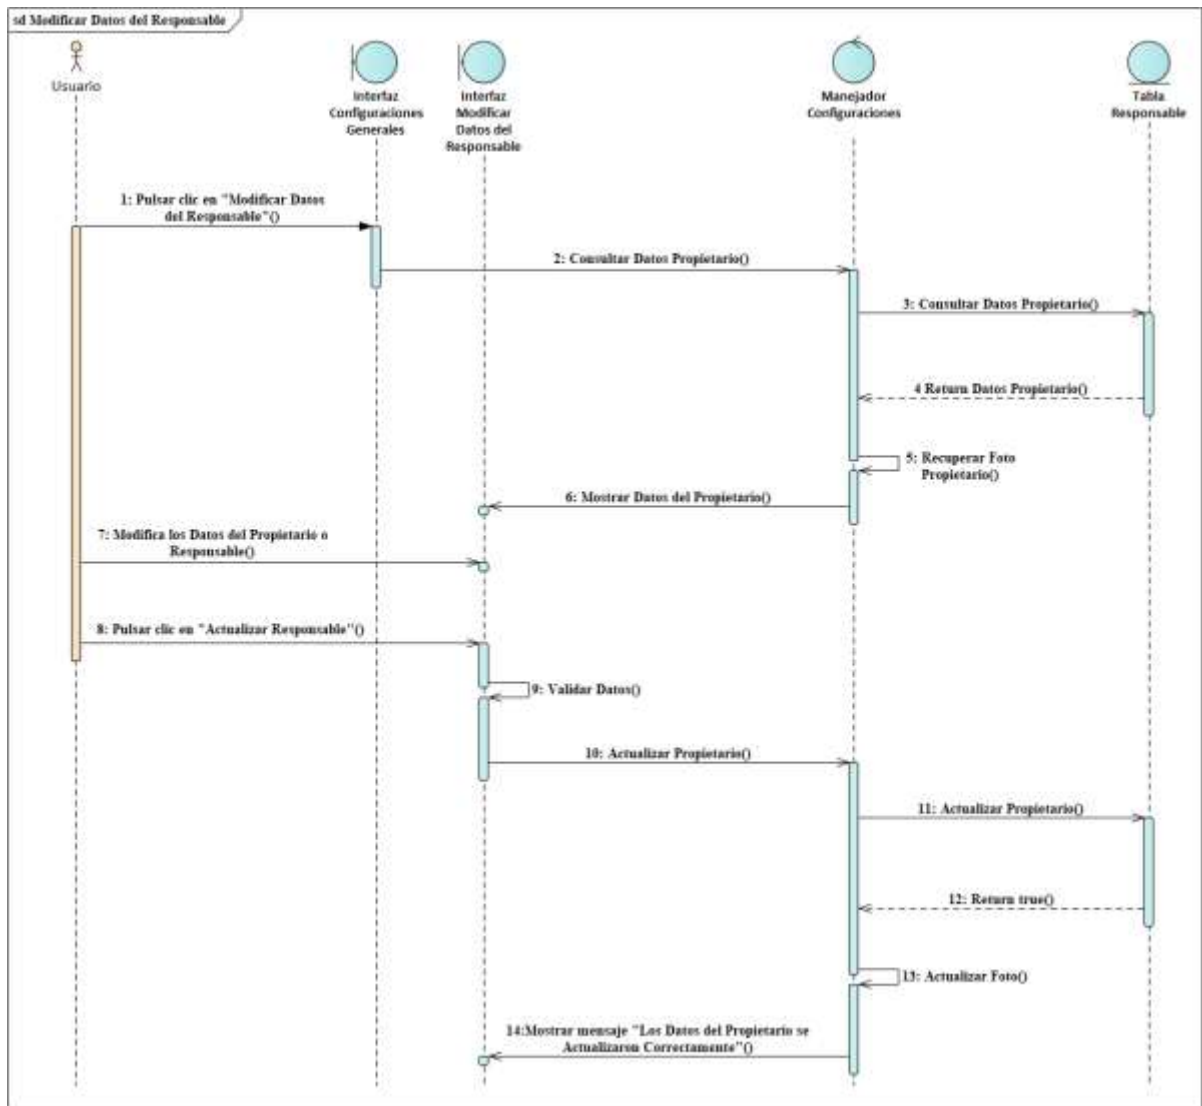 sd Modificar Datos del Responsable
Usuario
Interfaz
Configuraciones
Generales
Interfaz
Modificar
Datos del
Responsable
Manejador
Configuraciones
Tabla
Responsable
1: Pulsar clic en "Modificar Datos
del Responsable"()
2: Consultar Datos Propietario()
3: Consultar Datos Propietario()
4 Return Datos Propietario()
5: Recuperar Foto
Propietario()
6: Mostrar Datos del Propietario()
7: Modifica los Datos del Propietario o
Responsable()
8: Pulsar clic en "Actualizar Responsable"()
9: Validar Datos()
10: Actualizar Propietario()
11: Actualizar Propietario()
12: Return true()
13: Actualizar Foto()
14:Mostrar mensaje "Los Datos del Propietario se
Actualizaron Correctamente"()